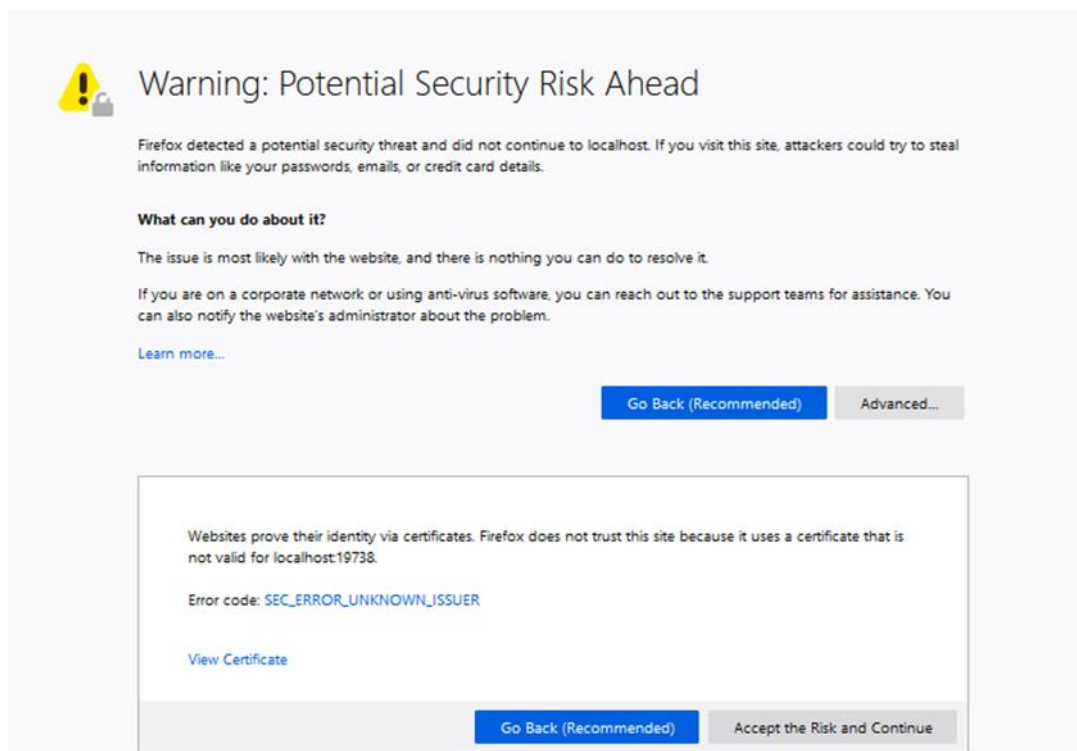 Warning: Potential Security Risk Ahead
Firefox detected a potential security threat and did not continue to localhost. If you visit this site, attackers could try to steal
information like your passwords, emails, or credit card details.
What can you do about it?
The issue is most likely with the website, and there is nothing you can do to resolve it.
If you are on a corporate network or using anti-virus software, you can reach out to the support teams for assistance. You
can also notify the website's administrator about the problem.
Learn more...
Go Back (Recommended) Advanced...
Websites prove their identity via certificates. Firefox does not trust this site because it uses a certificate that is
not valid for localhost:19738.
Error code: SEC_ERROR_UNKNOWN_ISSUER
View Certificate
Go Back (Recommended) Accept the Risk and Continue